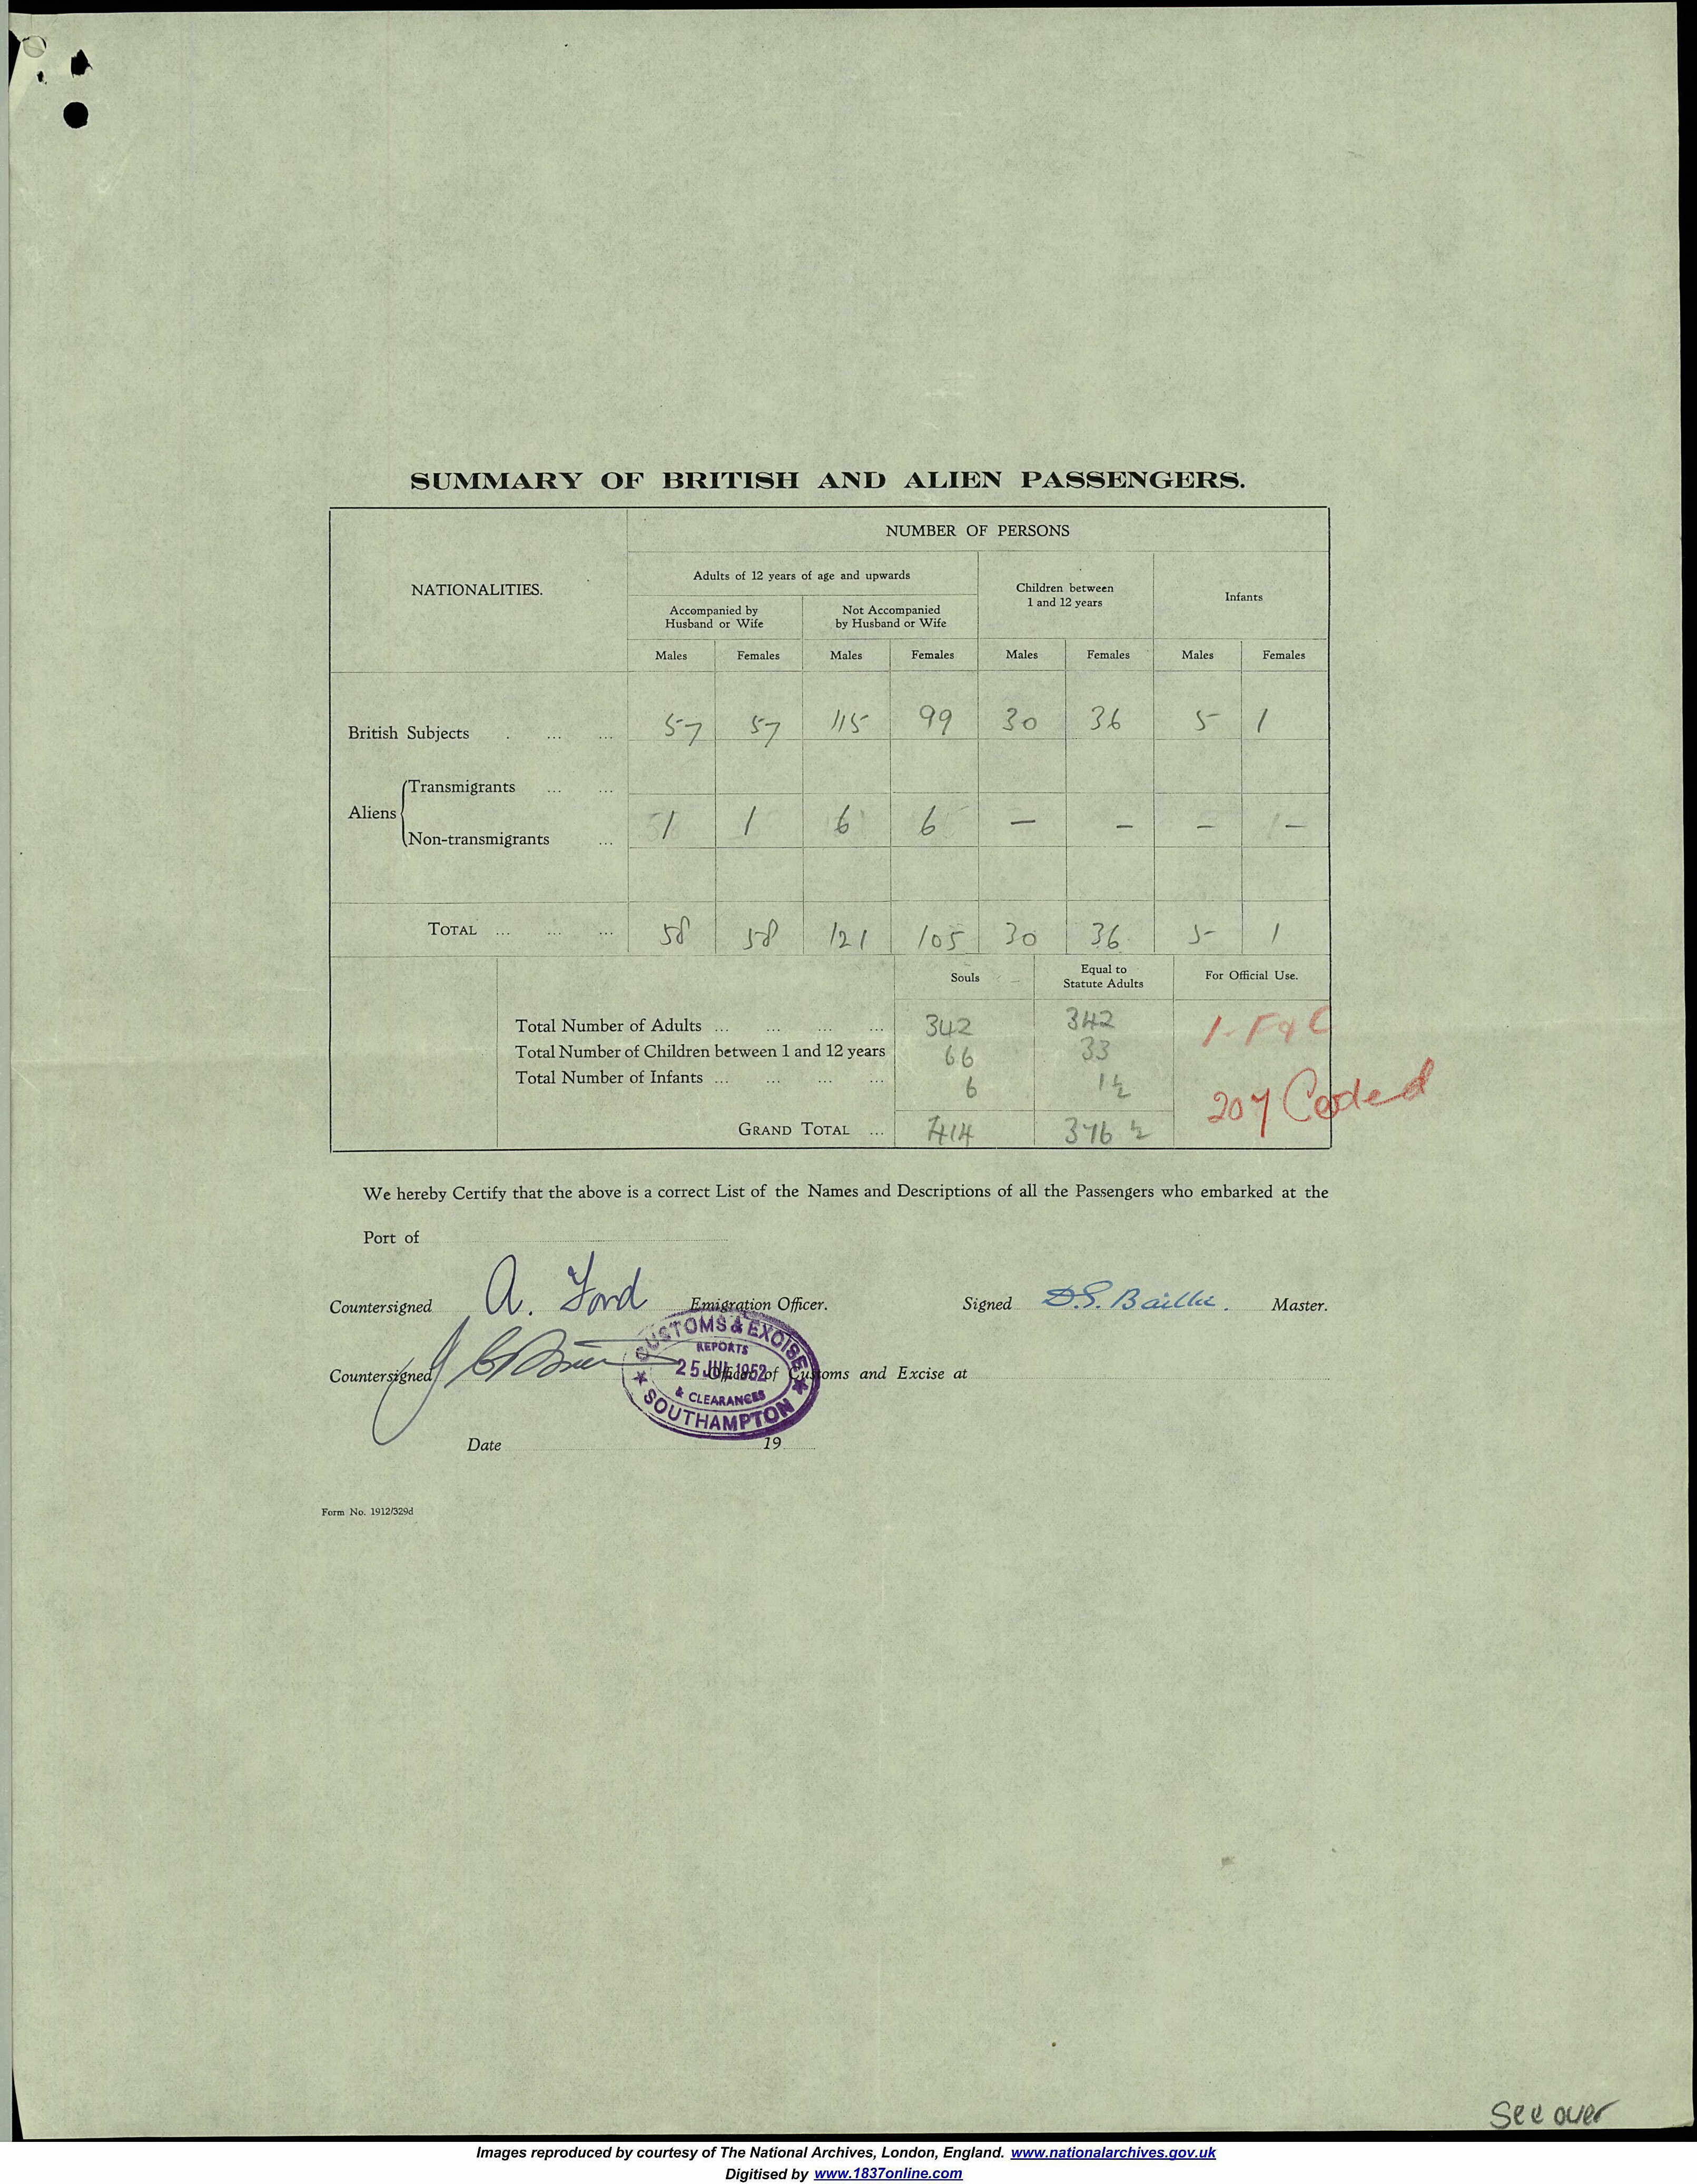 SUMMARY OF BRITISH AND ALIEN PASSENGERS.
NATIONALITIES.
NUMBER OF PERSONS
Adults of 12 years of age and upwards
Children between
1 and 12 years
Infants
Accompanied by
Husband or Wife
Not Accompanied
by Husband or Wife
Males Females Males Females Males Females Males Females
British Subjects . ... ... 57 57 115 99 30 36 5 1
Aliens
Transmigrants ... ...
Non-transmigrants ... 1 1 6 6 — — — —
TOTAL ... ... ... 58 58 121 105 30 36 5 1
Souls
Equal to
Statute Adults
For Official Use.
Total Number of Adults ... ... ... ... 342 342
Total Number of Children between 1 and 12 years 66 33
Total Number of Infants ... ... ... ... 6 1½
GRAND TOTAL ... 414 376 ½
207 Coded
We hereby Certify that the above is a correct List of the Names and Descriptions of all the Passengers who embarked at the
Port of
Countersigned A. Ford Emigration Officer. Signed D.S. Baillie. Master.
Countersigned Officer of Customs and Excise at
CUSTOMS & EXCISE
REPORTS
25 JUL 1952
& CLEARANCES
SOUTHAMPTON
Date 19
Form No. 1912/329d
See over
Images reproduced by courtesy of The National Archives, London, England. www.nationalarchives.gov.uk
Digitised by www.1837online.com